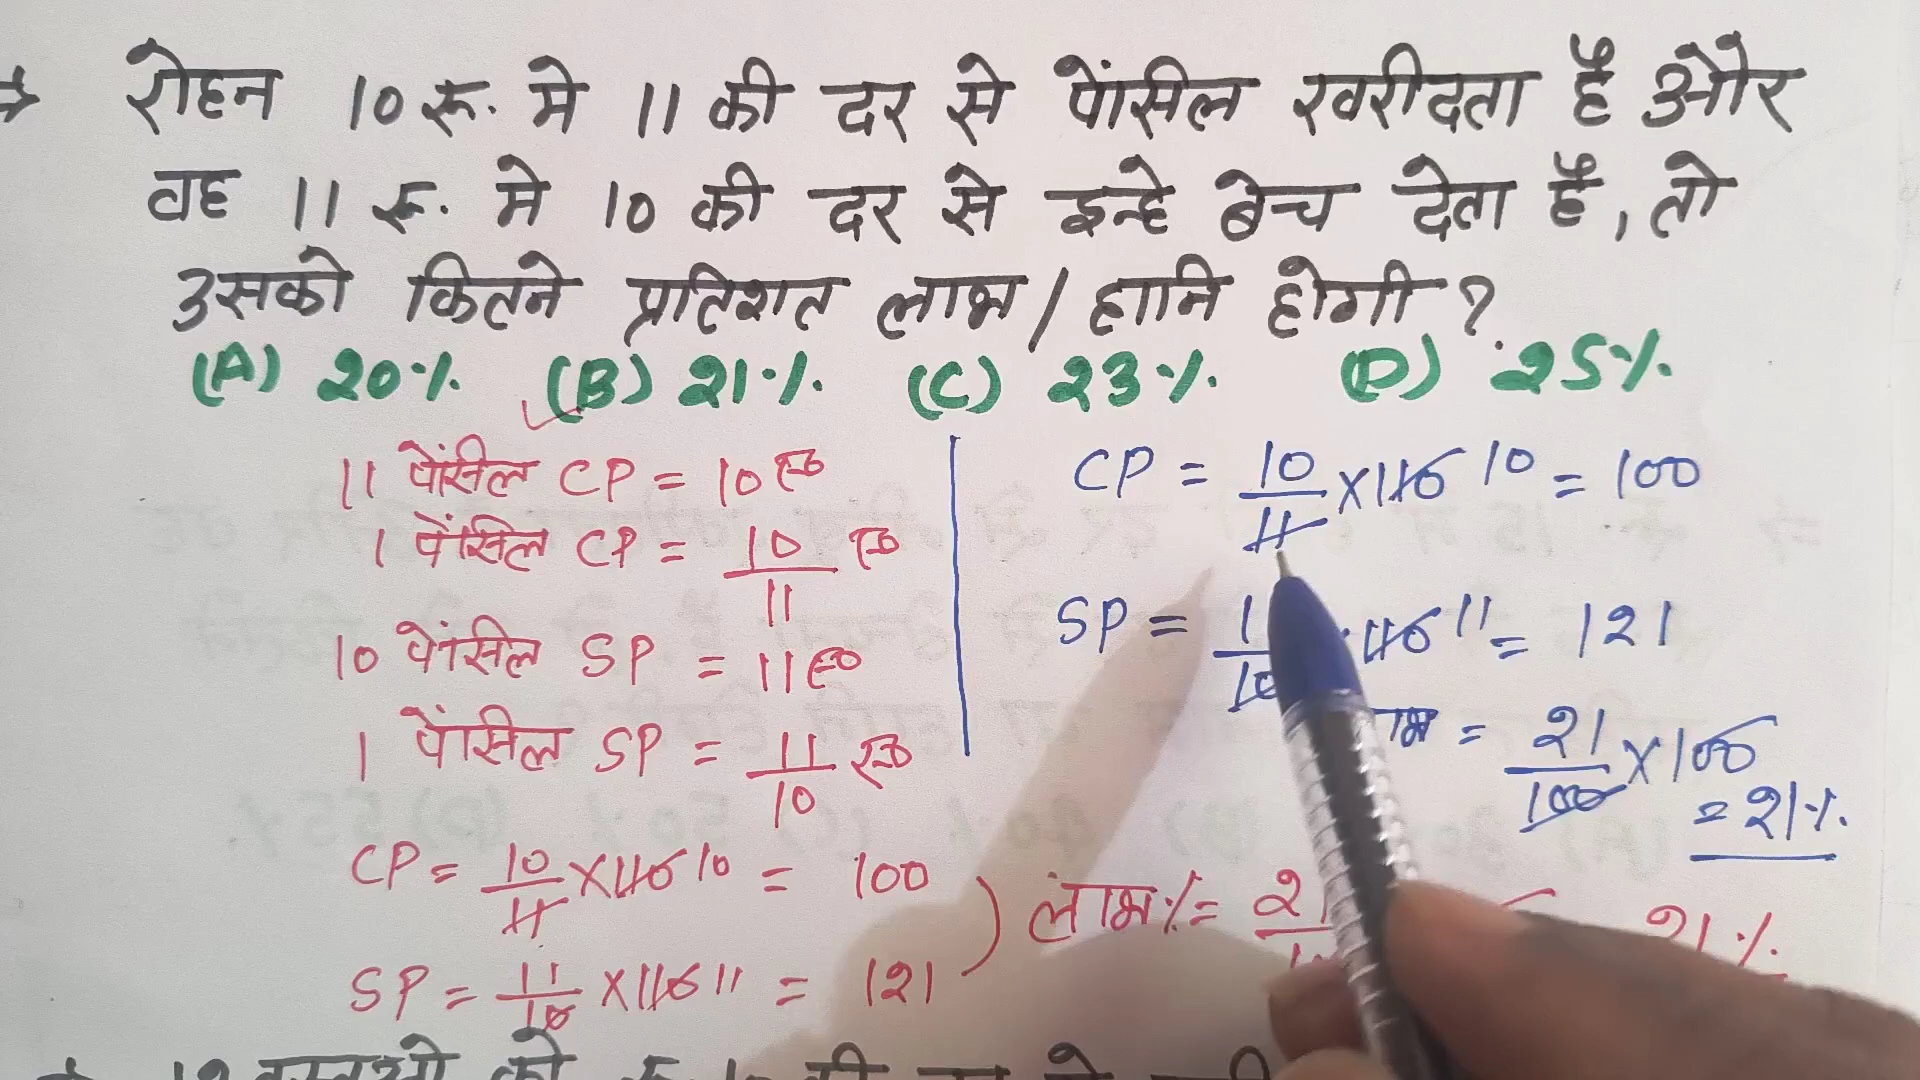 रोहन 10 रू. मे 11 की दर से पेंसिल खरीदता है और
वह 11 रू. मे 10 की दर से इन्हे बेच देता है, तो
उसको कितने प्रतिशत लाभ / हानि होगी ?
(A) 20% (B) 21% (C) 23% (D) 25%
11 पेंसिल CP = 10 रू
1 पेंसिल CP = 10/11 रू
10 पेंसिल SP = 11 रू
1 पेंसिल SP = 11/10 रू
CP = 10/11 × 110 10 = 100
SP = 11/10 × 110 11 = 121
CP = 10/11 × 110 10 = 100
SP = 110 11 = 121
= 21/100 × 100
= 21%
लाभ% =
21%